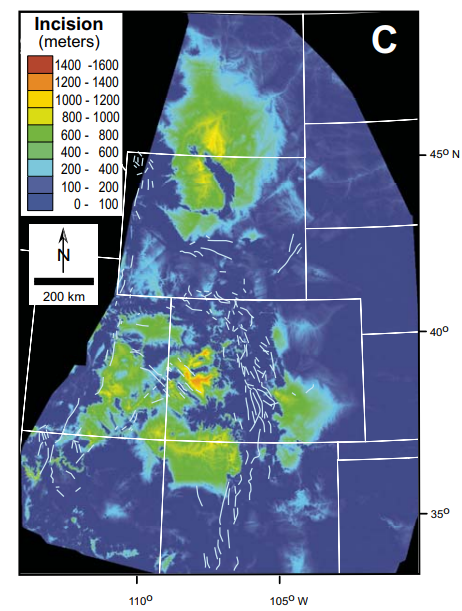 Incision
(meters)
1400 -1600
1200 - 1400
1000 - 1200
800 - 1000
600 - 800
400 - 600
200 - 400
100 - 200
0 - 100
C
N
200 km
45° N
40°
35°
110°
105° W